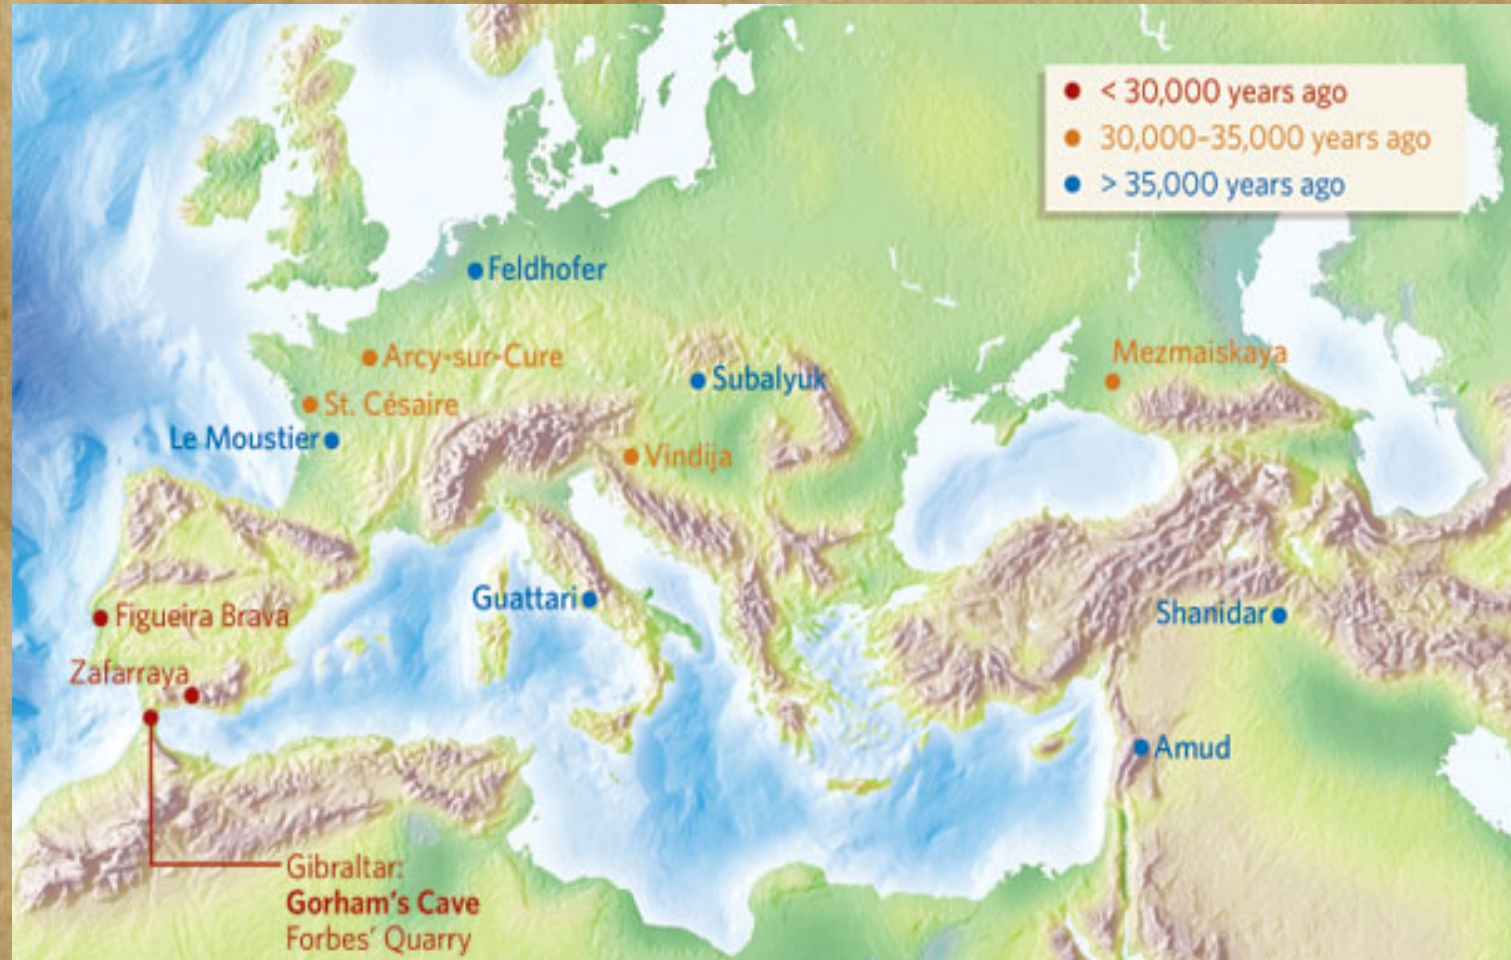 < 30,000 years ago
30,000–35,000 years ago
> 35,000 years ago
Feldhofer
Arcy-sur-Cure
Mezmaiskaya
Subalyuk
St. Césaire
Le Moustier
Vindija
Guattari
Figueira Brava
Shanidar
Zafarraya
Amud
Gibraltar:
Gorham's Cave
Forbes' Quarry